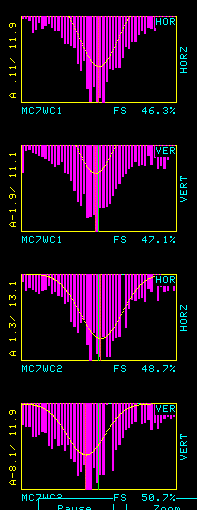 HOR
A 11/ 11.9
HORZ
MC7WC1 FS 46.3%
VER
A-1.9/ 11.1
VERT
MC7WC1 FS 47.1%
HOR
A 1.3/ 13.1
HORZ
MC7WC2 FS 48.7%
VER
A-8.1/ 11.9
VERT
MC7WC3 FS 50.7%
Pause Zoom